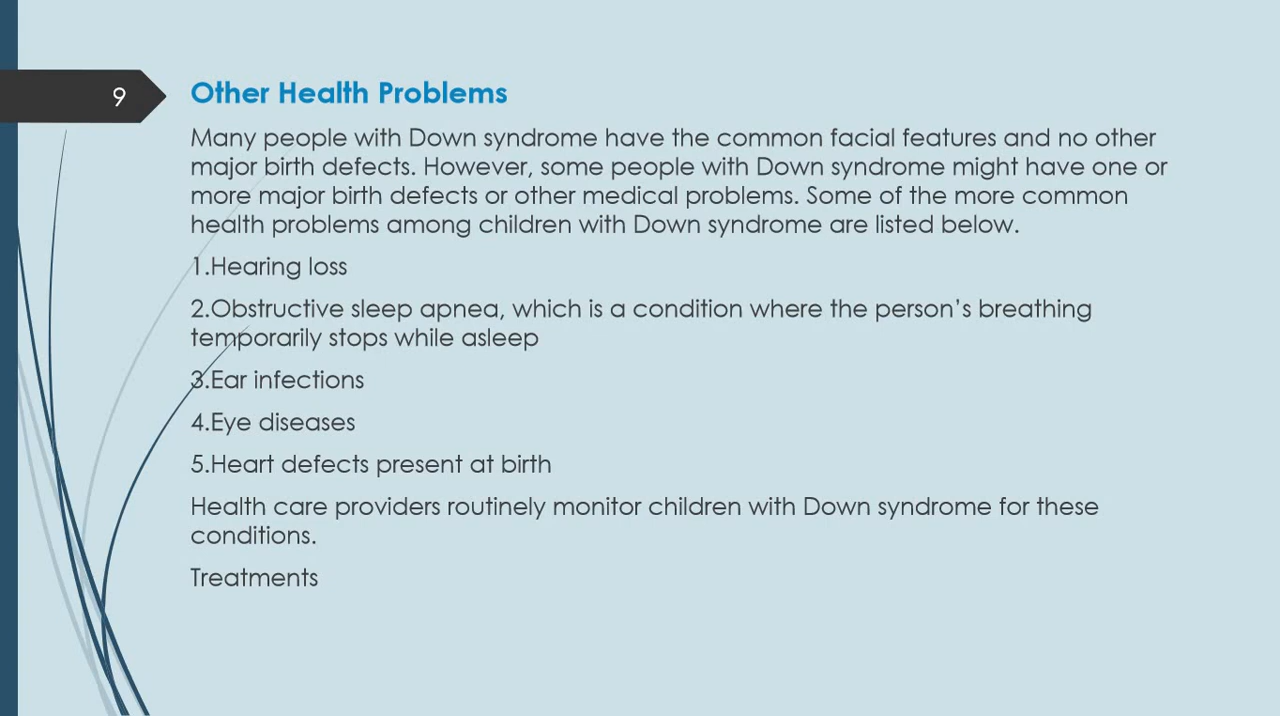 9
Other Health Problems
Many people with Down syndrome have the common facial features and no other
major birth defects. However, some people with Down syndrome might have one or
more major birth defects or other medical problems. Some of the more common
health problems among children with Down syndrome are listed below.
1.Hearing loss
2.Obstructive sleep apnea, which is a condition where the person’s breathing
temporarily stops while asleep
3.Ear infections
4.Eye diseases
5.Heart defects present at birth
Health care providers routinely monitor children with Down syndrome for these
conditions.
Treatments